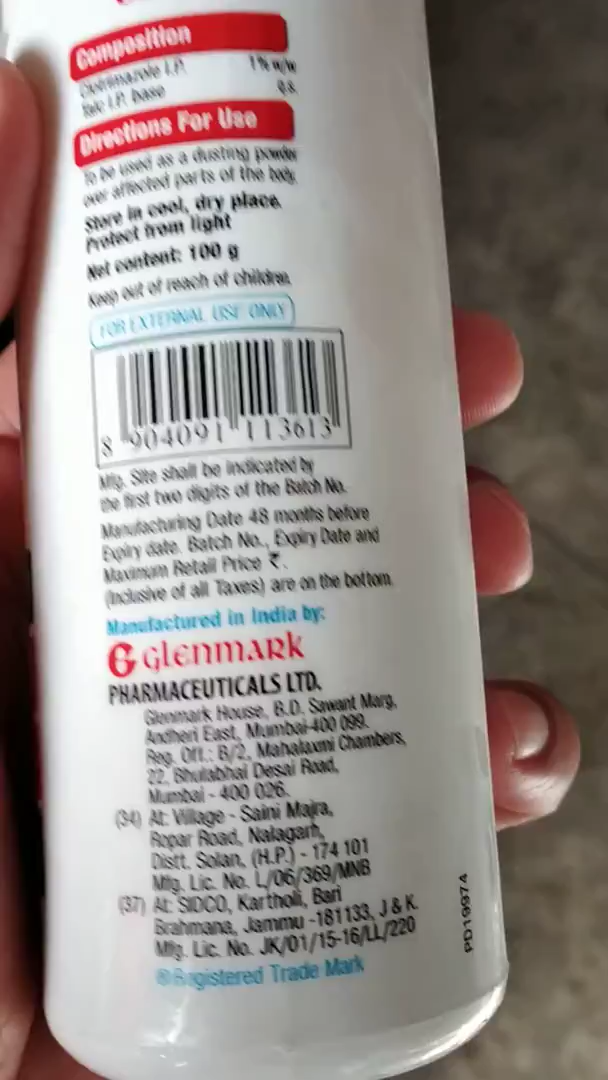 Composition
Clotrimazole I.P. 1% w/w
Talc I.P. base q.s.
Directions For Use
To be used as a dusting powder
over affected parts of the body.
Store in cool, dry place.
Protect from light
Net content: 100 g
Keep out of reach of children.
FOR EXTERNAL USE ONLY
8 904091 113613
Mfg. Site shall be indicated by
the first two digits of the Batch No.
Manufacturing Date 48 months before
Expiry date. Batch No., Expiry Date and
Maximum Retail Price ₹.
(Inclusive of all Taxes) are on the bottom.
Manufactured in India by:
G GLENMARK
PHARMACEUTICALS LTD.
Glenmark House, B.D. Sawant Marg,
Andheri East, Mumbai-400 099.
Reg. Off.: B/2, Mahalaxmi Chambers,
22, Bhulabhai Desai Road,
Mumbai - 400 026.
(34) At: Village - Saini Majra,
Ropar Road, Nalagarh,
Distt. Solan, (H.P.) - 174 101
Mfg. Lic. No. L/06/369/MNB
(37) At: SIDCO, Kartholi, Bari
Brahmana, Jammu -181133, J & K.
Mfg. Lic. No. JK/01/15-16/LL/220
®Registered Trade Mark
PD19974